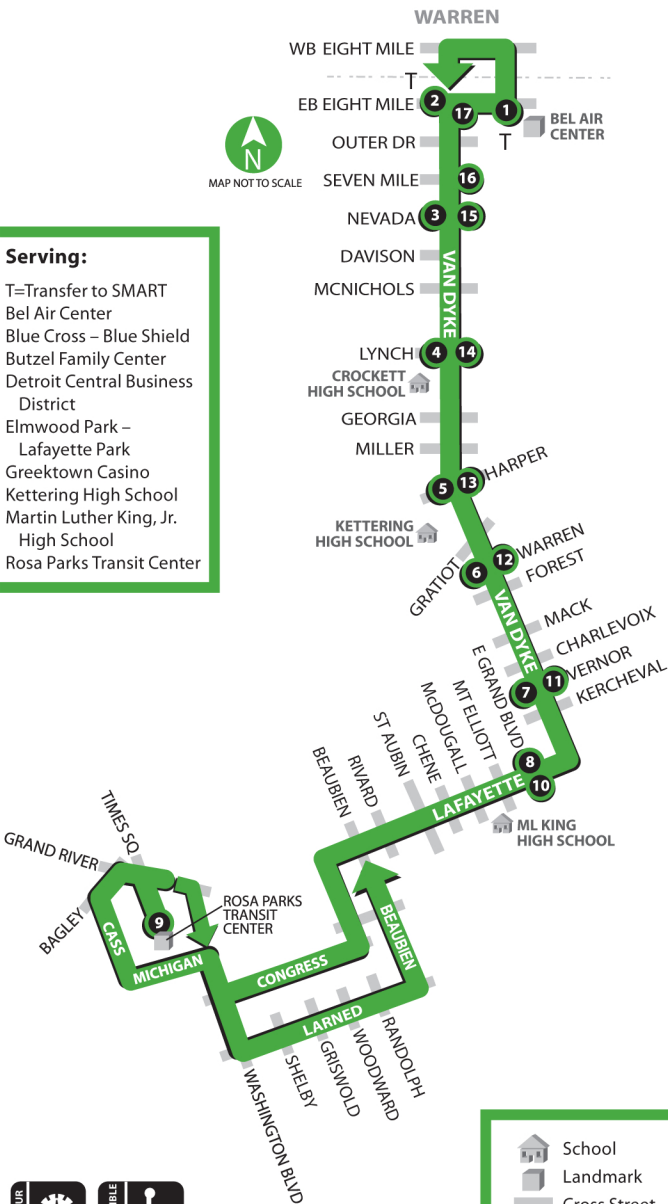 WARREN
WB EIGHT MILE
T
EB EIGHT MILE
2
17
1
BEL AIR
CENTER
T
N
MAP NOT TO SCALE
OUTER DR
SEVEN MILE
16
NEVADA
3
15
DAVISON
MCNICHOLS
VAN DYKE
LYNCH
4
14
CROCKETT
HIGH SCHOOL
GEORGIA
MILLER
HARPER
5
13
KETTERING
HIGH SCHOOL
GRATIOT
6
12
WARREN
FOREST
VAN DYKE
MACK
CHARLEVOIX
VERNOR
KERCHEVAL
E GRAND BLVD
7
11
8
10
LAFAYETTE
ML KING
HIGH SCHOOL
MT ELLIOTT
McDOUGALL
CHENE
ST AUBIN
RIVARD
BEAUBIEN
Serving:
T=Transfer to SMART
Bel Air Center
Blue Cross – Blue Shield
Butzel Family Center
Detroit Central Business
District
Elmwood Park –
Lafayette Park
Greektown Casino
Kettering High School
Martin Luther King, Jr.
High School
Rosa Parks Transit Center
TIMES SQ
GRAND RIVER
BAGLEY
CASS
9
ROSA PARKS
TRANSIT
CENTER
MICHIGAN
CONGRESS
BEAUBIEN
LARNED
RANDOLPH
WOODWARD
GRISWOLD
SHELBY
WASHINGTON BLVD
School
Landmark
Cross Street